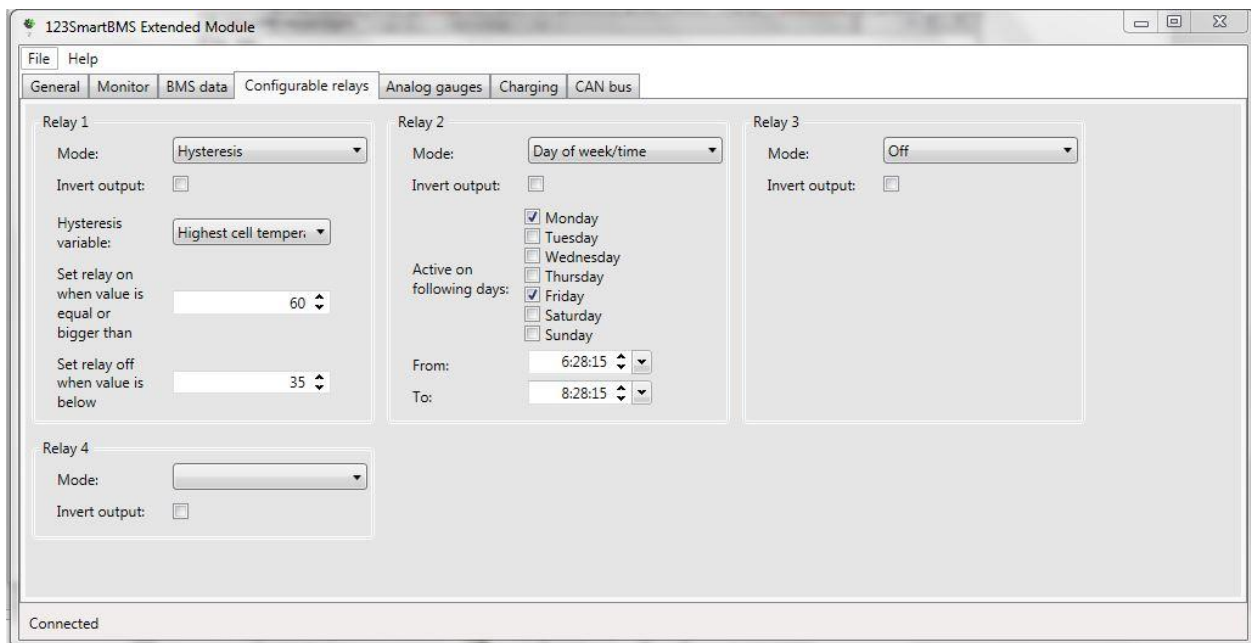 123SmartBMS Extended Module
File Help
General Monitor BMS data Configurable relays Analog gauges Charging CAN bus
Relay 1
Mode: Hysteresis
Invert output:
Hysteresis
variable:
Highest cell tempera
Set relay on
when value is
equal or
bigger than
60
Set relay off
when value is
below
35
Relay 2
Mode: Day of week/time
Invert output:
Active on
following days:
Monday
Tuesday
Wednesday
Thursday
Friday
Saturday
Sunday
From: 6:28:15
To: 8:28:15
Relay 3
Mode: Off
Invert output:
Relay 4
Mode:
Invert output:
Connected